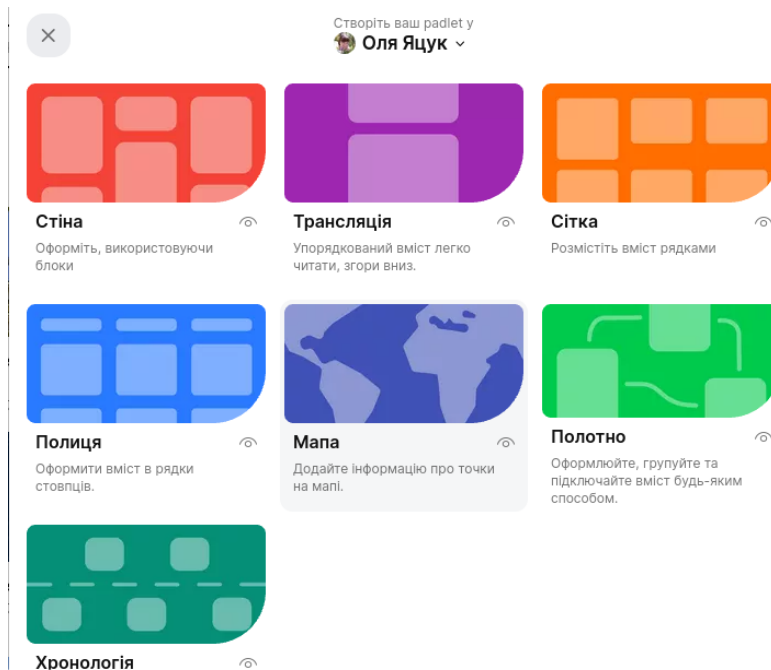 Створіть ваш padlet у
Оля Яцук
Стіна
Оформіть, використовуючи
блоки
Трансляція
Упорядкований вміст легко
читати, згори вниз.
Сітка
Розмістіть вміст рядками
Полиця
Оформити вміст в рядки
стовпців.
Мапа
Додайте інформацію про точки
на мапі.
Полотно
Оформлюйте, групуйте та
підключайте вміст будь-яким
способом.
Хронологія